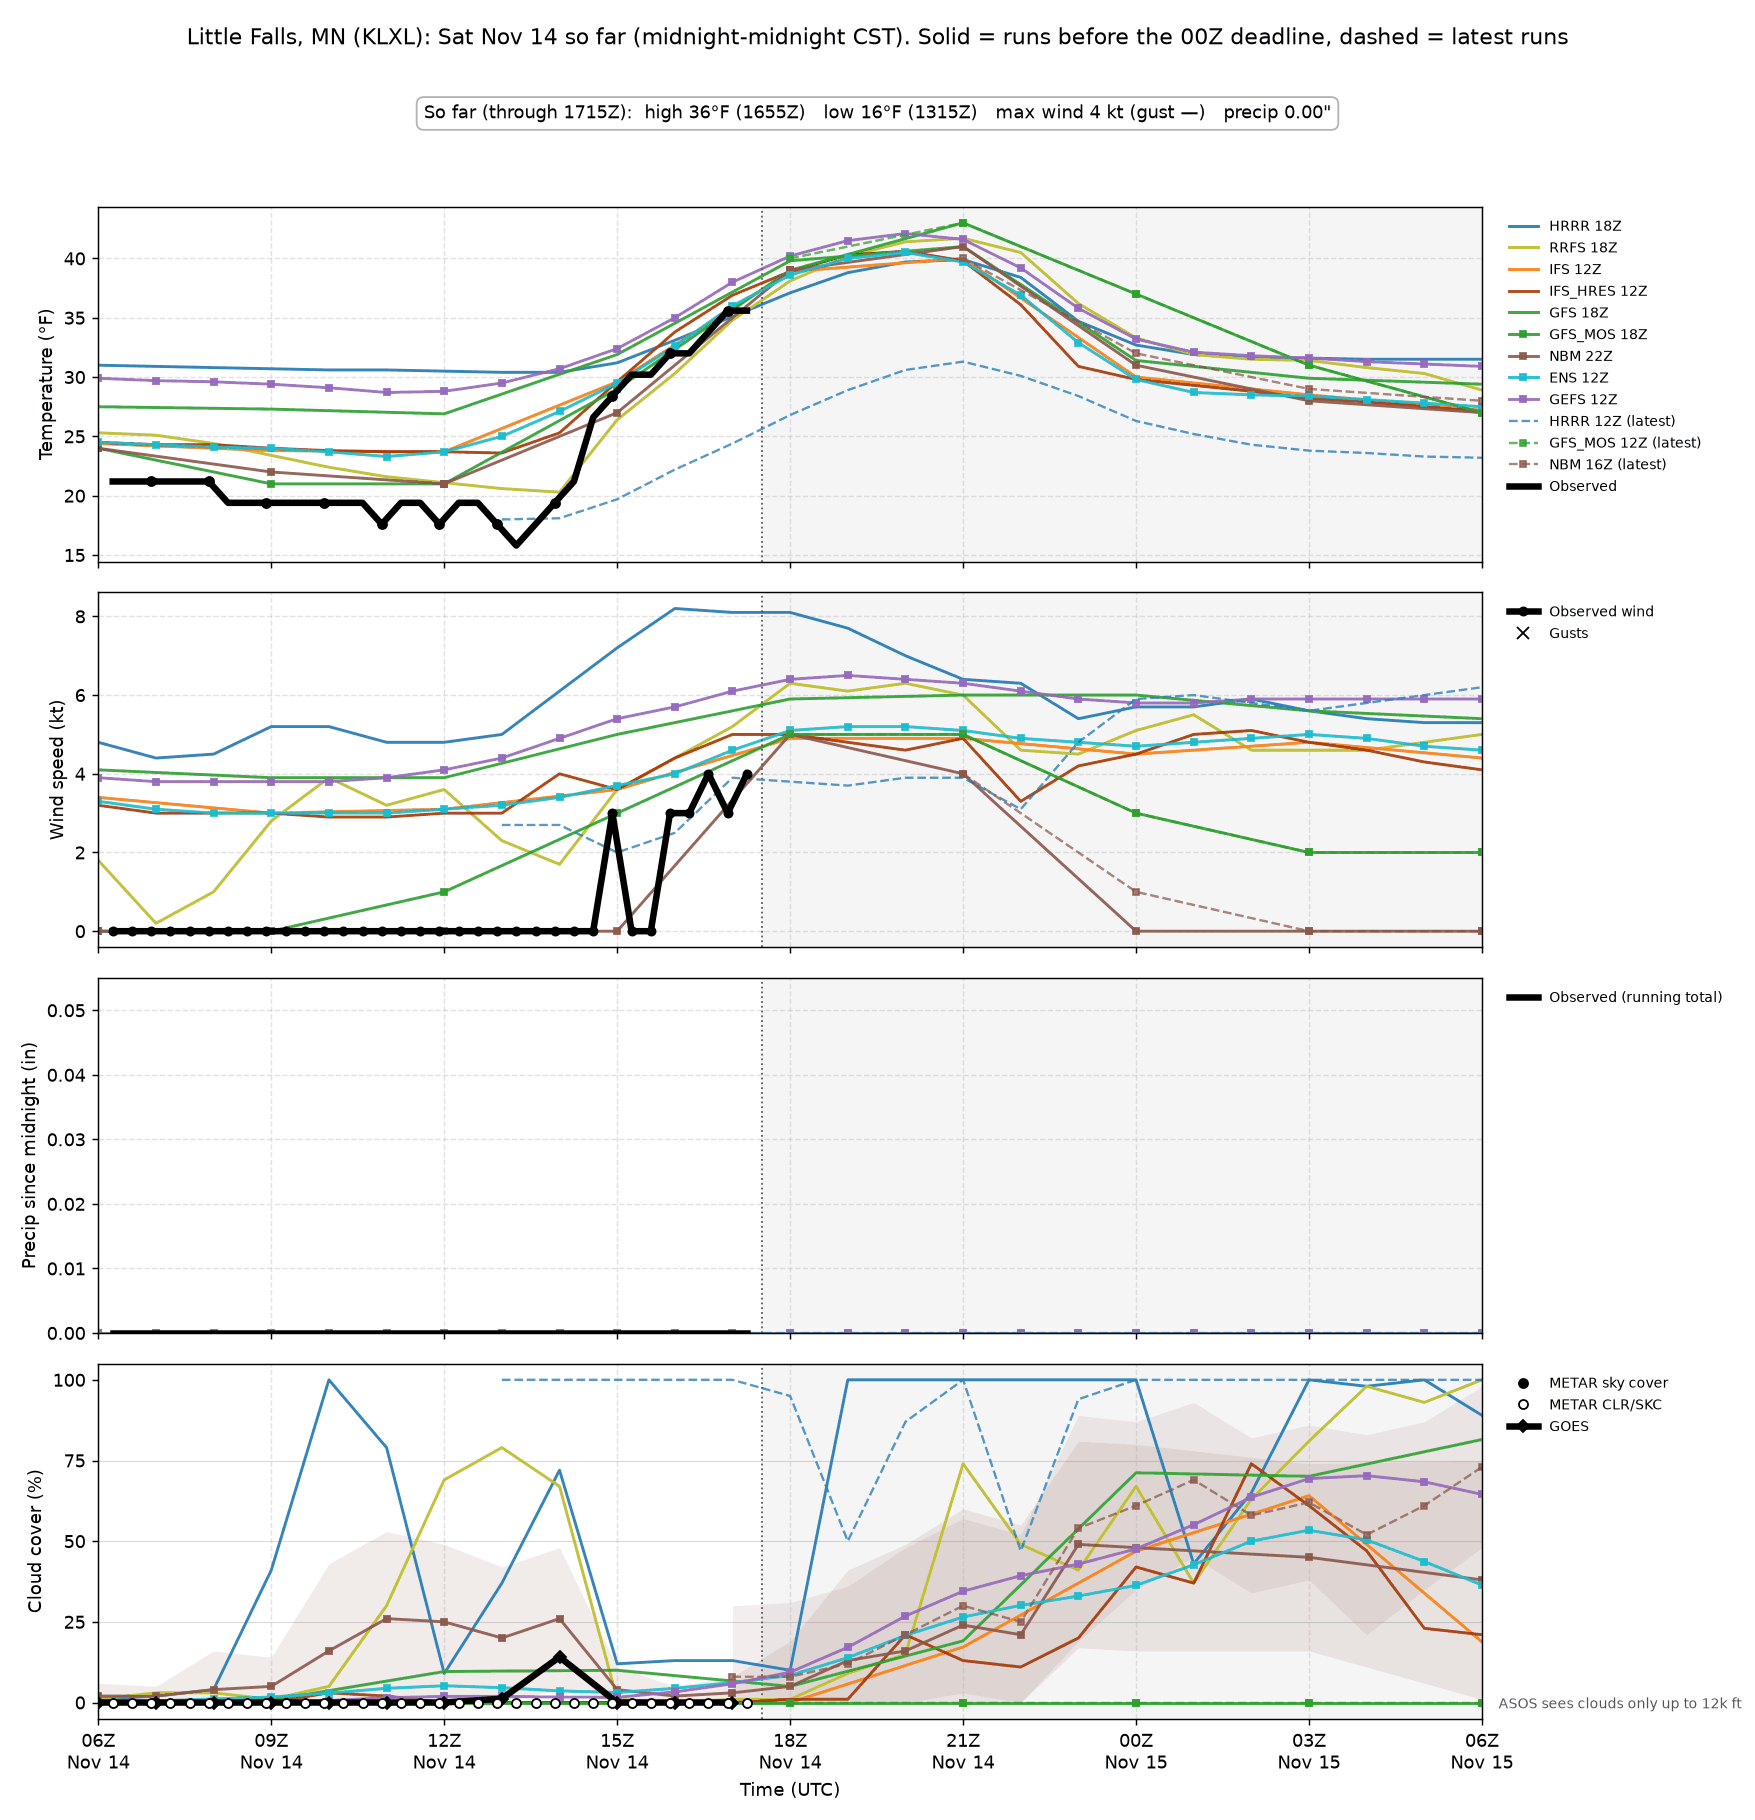 Little Falls, MN (KLXL): Sat Nov 14 so far (midnight-midnight CST). Solid = runs before the 00Z deadline, dashed = latest runs
So far (through 1715Z):  high 36°F (1655Z)   low 16°F (1315Z)   max wind 4 kt (gust —)   precip 0.00"
Temperature (°F)
40
35
30
25
20
15
HRRR 18Z
RRFS 18Z
IFS 12Z
IFS_HRES 12Z
GFS 18Z
GFS_MOS 18Z
NBM 22Z
ENS 12Z
GEFS 12Z
HRRR 12Z (latest)
GFS_MOS 12Z (latest)
NBM 16Z (latest)
Observed
Wind speed (kt)
8
6
4
2
0
Observed wind
Gusts
Precip since midnight (in)
0.05
0.04
0.03
0.02
0.01
0.00
Observed (running total)
Cloud cover (%)
100
75
50
25
0
METAR sky cover
METAR CLR/SKC
GOES
ASOS sees clouds only up to 12k ft
06Z
Nov 14
09Z
Nov 14
12Z
Nov 14
15Z
Nov 14
18Z
Nov 14
21Z
Nov 14
00Z
Nov 15
03Z
Nov 15
06Z
Nov 15
Time (UTC)